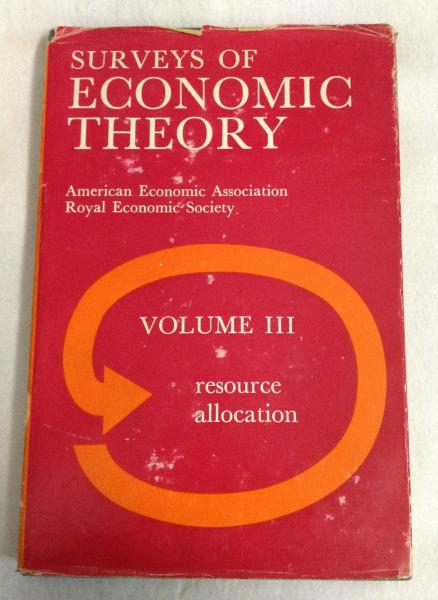 SURVEYS OF
ECONOMIC
THEORY
American Economic Association
Royal Economic Society
VOLUME III
resource
allocation